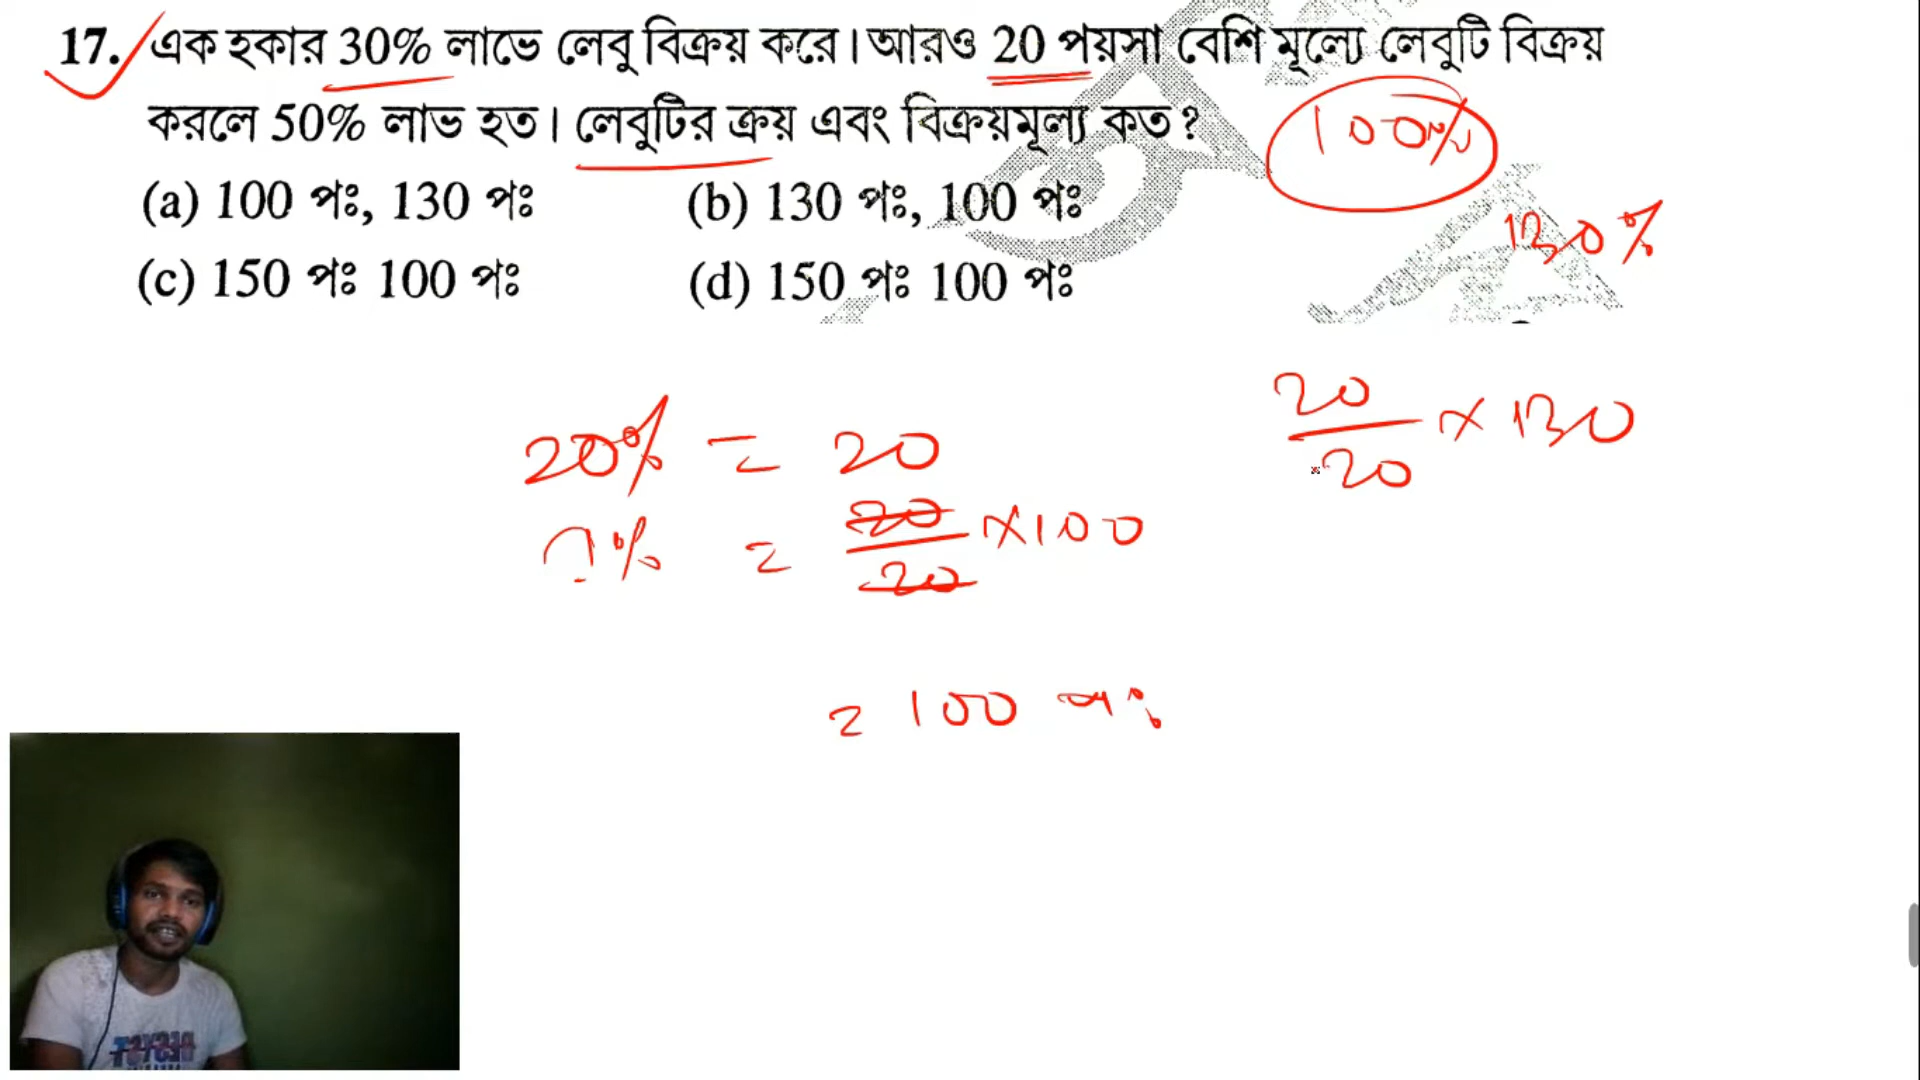 17. এক হকার 30% লাভে লেবু বিক্রয় করে। আরও 20 পয়সা বেশি মূল্যে লেবুটি বিক্রয়
করলে 50% লাভ হত। লেবুটির ক্রয় এবং বিক্রয়মূল্য কত?
100%
(a) 100 পঃ, 130 পঃ (b) 130 পঃ, 100 পঃ
130%
(c) 150 পঃ 100 পঃ (d) 150 পঃ 100 পঃ
20% = 20
?% = 20/20 × 100
= 100 পঃ
20/20 × 130